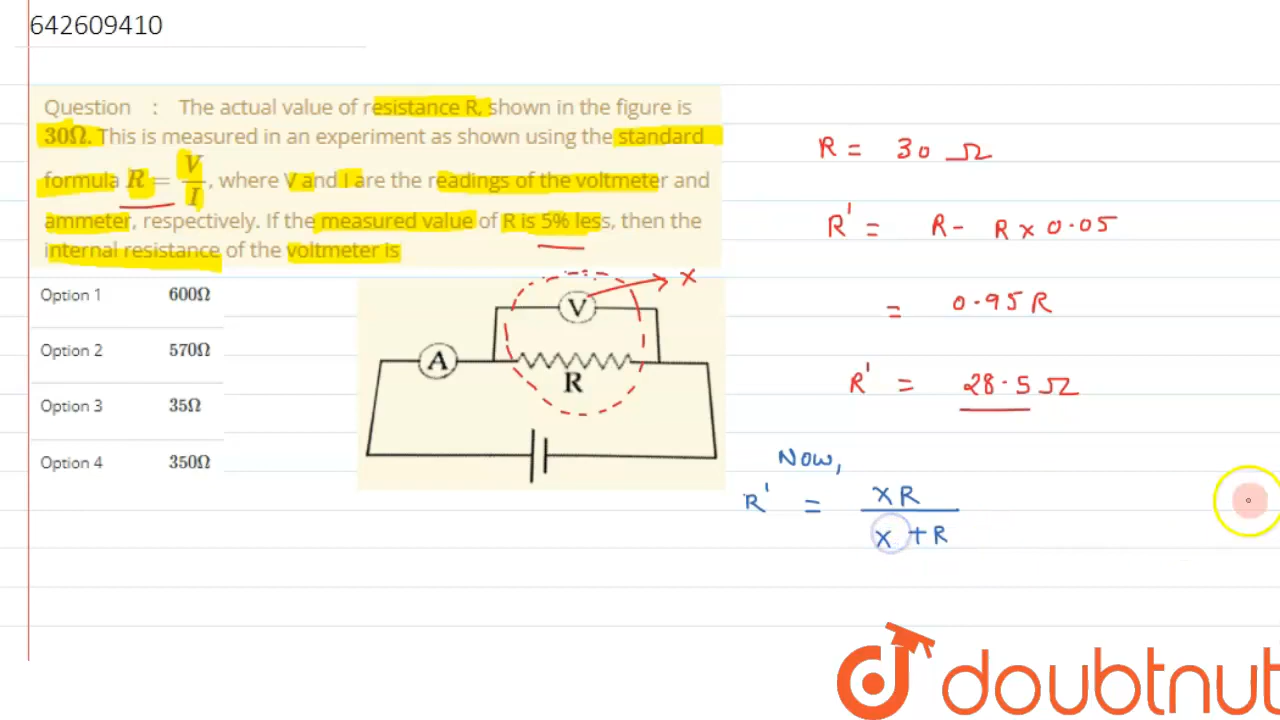 642609410
Question : The actual value of resistance R, shown in the figure is
30Ω. This is measured in an experiment as shown using the standard
formula R = V/I, where V and I are the readings of the voltmeter and
ammeter, respectively. If the measured value of R is 5% less, then the
internal resistance of the voltmeter is
Option 1 600Ω
Option 2 570Ω
Option 3 35Ω
Option 4 350Ω
x
V
A
R
R = 30 Ω
R' = R - R x 0.05
= 0.95R
R' = 28.5 Ω
Now,
R' = xR
x + R
doubtnut